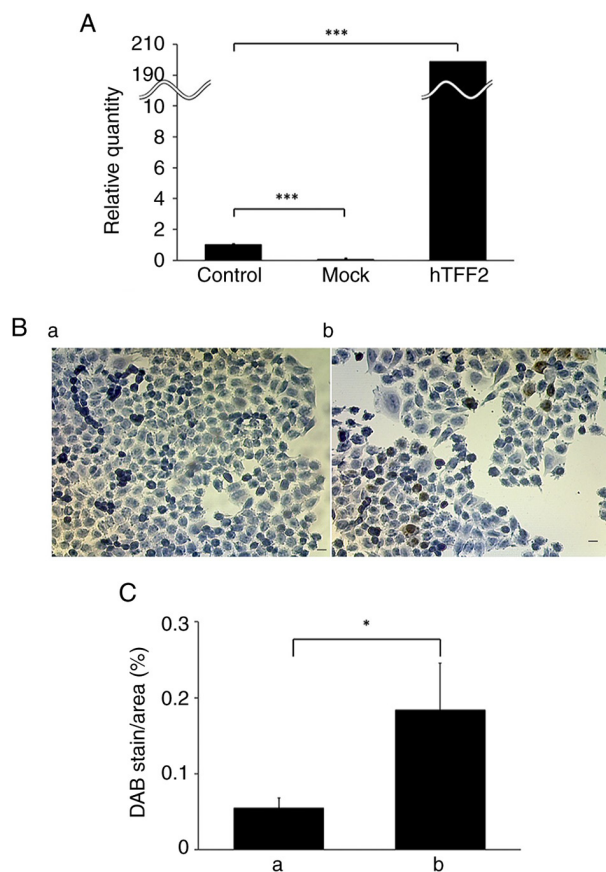 A
Relative quantity
210
190
10
8
6
4
2
0
***
***
Control Mock hTFF2
B
a b
C
DAB stain/area (%)
0.3
0.2
0.1
0
*
a b